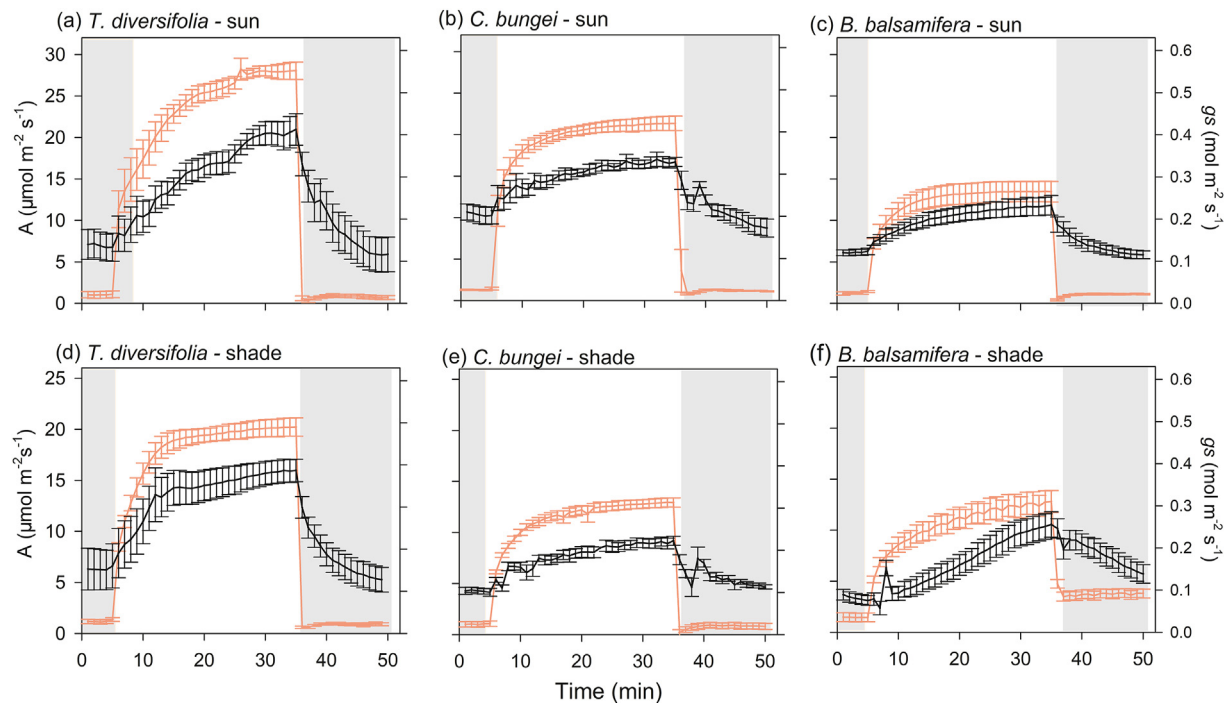 (a) T. diversifolia - sun
(b) C. bungei - sun
(c) B. balsamifera - sun
30
25
20
15
10
5
0
A (µmol m-2 s-1)
0.6
0.5
0.4
0.3
0.2
0.1
0.0
gs (mol m-2 s-1)
(d) T. diversifolia - shade
(e) C. bungei - shade
(f) B. balsamifera - shade
25
20
15
10
5
0
A (µmol m-2s-1)
0.6
0.5
0.4
0.3
0.2
0.1
0.0
gs (mol m-2 s-1)
0 10 20 30 40 50
0 10 20 30 40 50
0 10 20 30 40 50
Time (min)